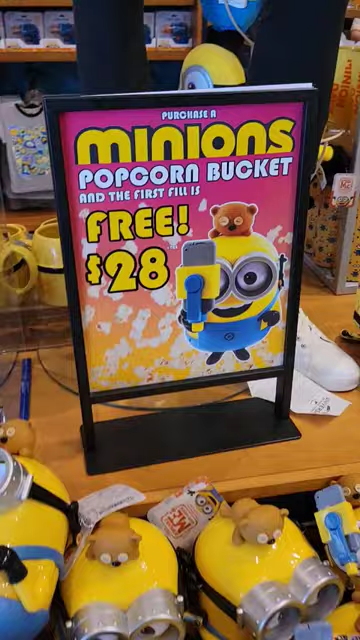 PURCHASE A
MINIONS
POPCORN BUCKET
AND THE FIRST FILL IS
FREE!
$28